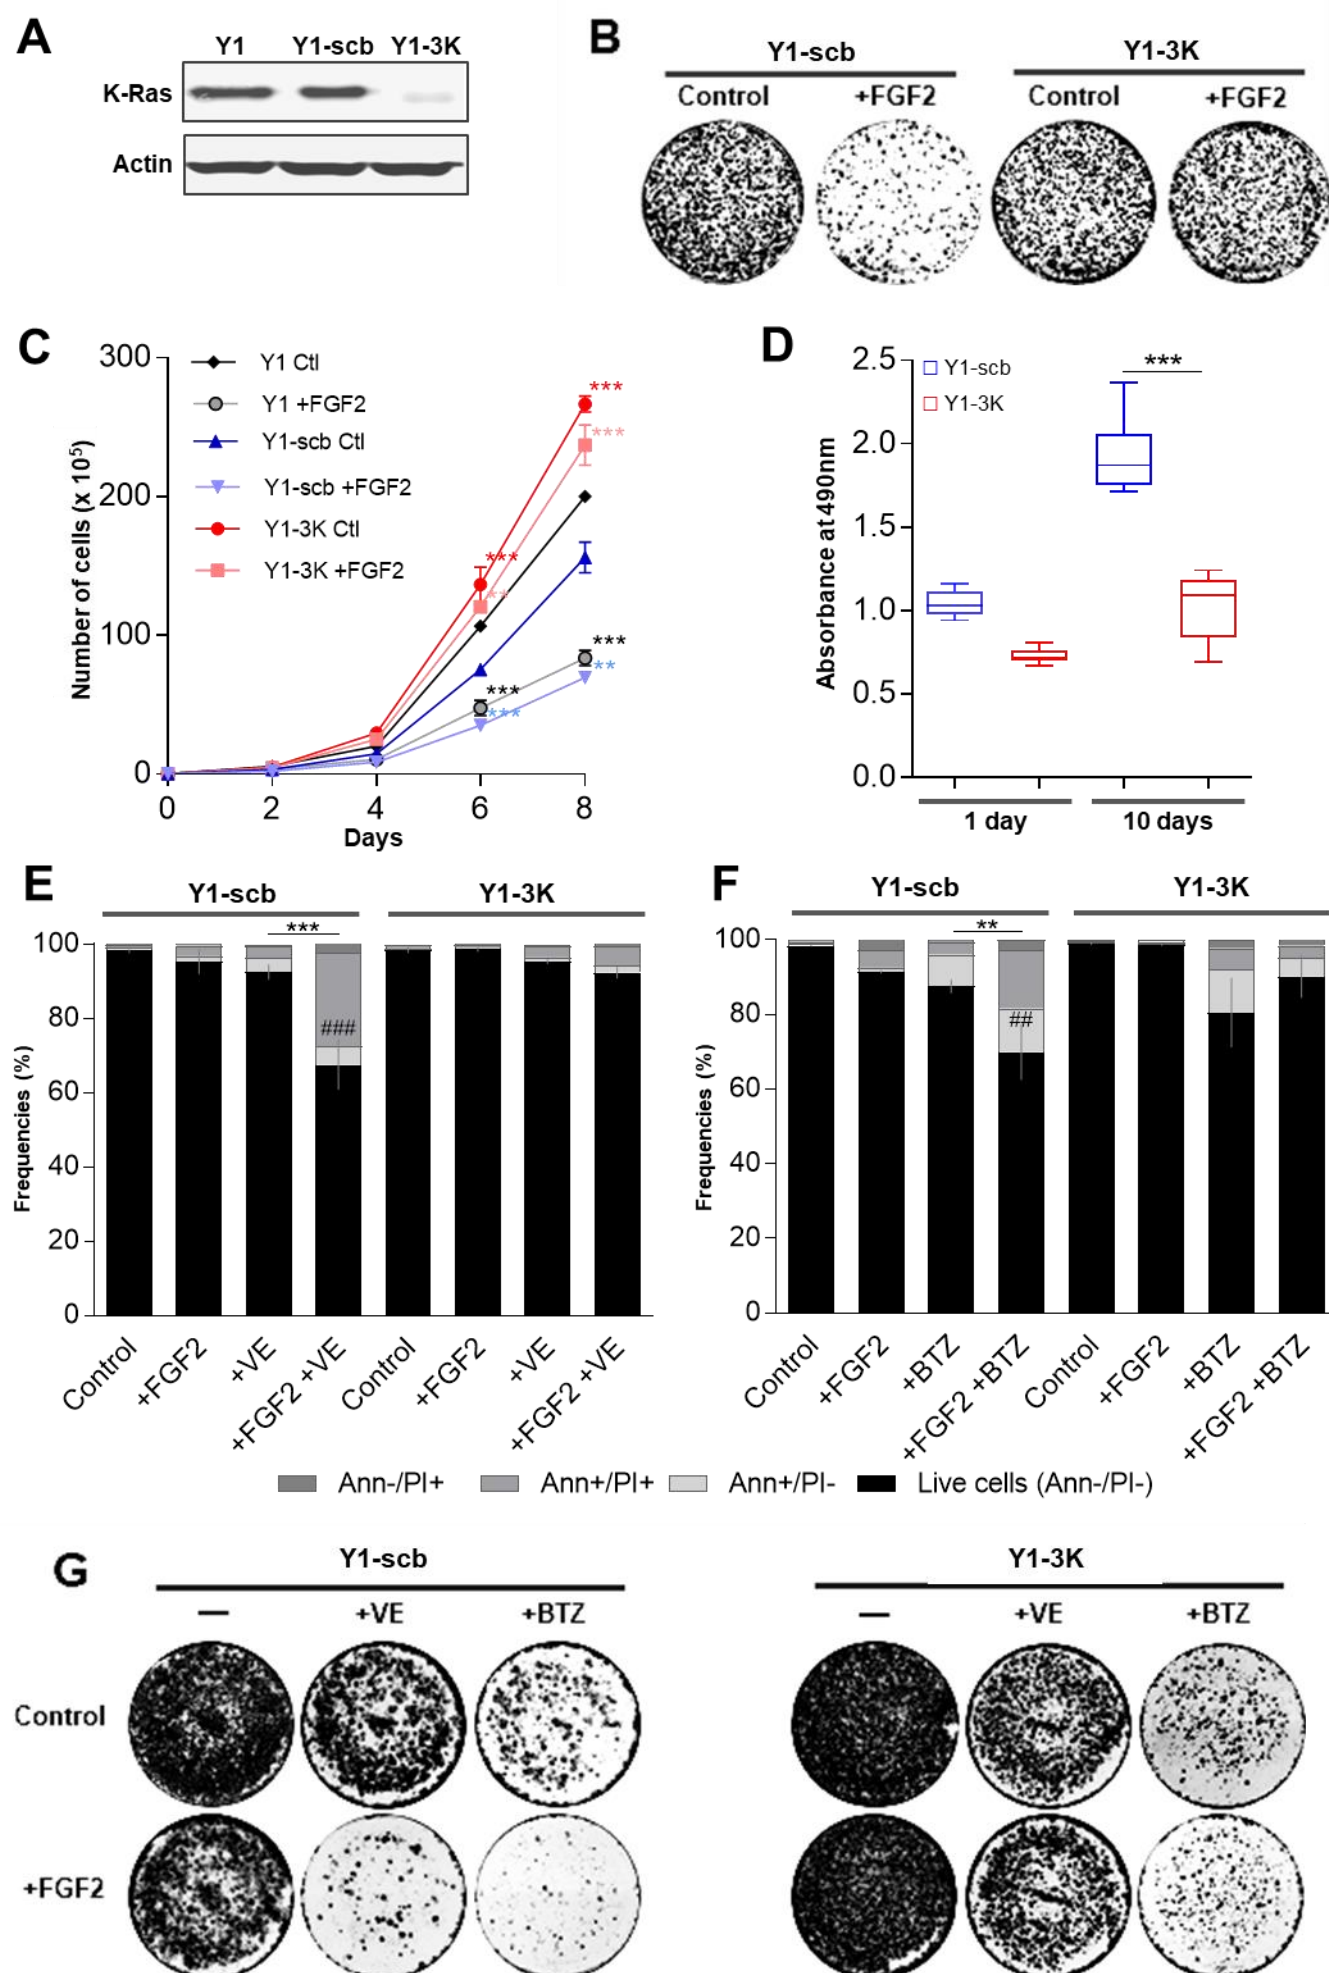 A
Y1 Y1-scb Y1-3K
K-Ras
Actin
B
Y1-scb Y1-3K
Control +FGF2 Control +FGF2
C
300
200
100
0
0 2 4 6 8
Number of cells (x 10⁵)
Days
Y1 Ctl
Y1 +FGF2
Y1-scb Ctl
Y1-scb +FGF2
Y1-3K Ctl
Y1-3K +FGF2
***
***
***
**
***
**
***
***
D
2.5
2.0
1.5
1.0
0.5
0.0
Absorbance at 490nm
Y1-scb
Y1-3K
***
1 day 10 days
E
Y1-scb Y1-3K
***
###
100
80
60
40
20
0
Frequencies (%)
Control +FGF2 +VE +FGF2 +VE Control +FGF2 +VE +FGF2 +VE
F
Y1-scb Y1-3K
**
##
100
80
60
40
20
0
Frequencies (%)
Control +FGF2 +BTZ +FGF2 +BTZ Control +FGF2 +BTZ +FGF2 +BTZ
Ann-/PI+ Ann+/PI+ Ann+/PI- Live cells (Ann-/PI-)
G
Y1-scb Y1-3K
— +VE +BTZ — +VE +BTZ
Control
+FGF2